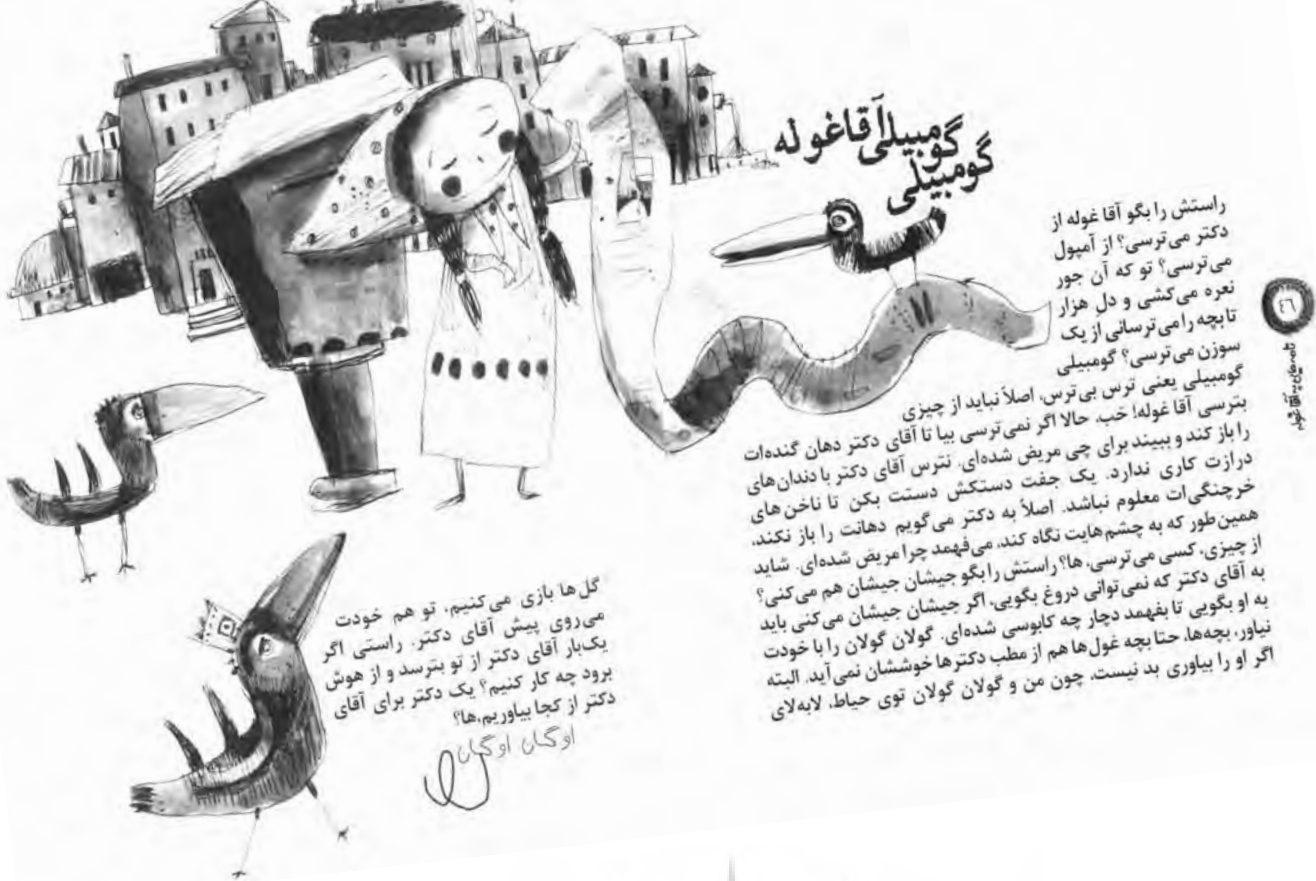 گومبیلی آقا غوله
گومبیلی
راستش را بگو آقا غوله از
دکتر می‌ترسی؟ از آمپول
می‌ترسی؟ تو که آن جور
نعره می‌کشی و دلِ هزار
تا بچه را می‌ترسانی از یک
سوزن می‌ترسی؟ گومبیلی
گومبیلی یعنی ترس بی‌ترس، اصلاً نباید از چیزی
بترسی آقا غوله! خب، حالا اگر نمی‌ترسی بیا تا آقای دکتر دهان گنده‌ات
را باز کند و ببیند برای چی مریض شده‌ای. نترس آقای دکتر با دندان‌های
درازت کاری ندارد. یک جفت دستکش دستت بکن تا ناخن‌های
خرچنگی‌ات معلوم نباشد. اصلاً به دکتر می‌گویم دهانت را باز نکند،
همین‌طور که به چشم‌هایت نگاه کند، می‌فهمد چرا مریض شده‌ای. شاید
از چیزی، کسی می‌ترسی، ها؟ راستش را بگو جیشان جیشان هم می‌کنی؟
به آقای دکتر که نمی‌توانی دروغ بگویی، اگر جیشان جیشان می‌کنی باید
به او بگویی تا بفهمد دچار چه کابوسی شده‌ای. گولان گولان را با خودت
نیاور، بچه‌ها، حتا بچه غول‌ها هم از مطب دکترها خوششان نمی‌آید. البته
اگر او را بیاوری بد نیست، چون من و گولان گولان توی حیاط، لابه‌لای
گل‌ها بازی می‌کنیم، تو هم خودت
می‌روی پیش آقای دکتر. راستی اگر
یک‌بار آقای دکتر از تو بترسد و از هوش
برود چه کار کنیم؟ یک دکتر برای آقای
دکتر از کجا بیاوریم،ها؟
اوگان اوگان
٤٦